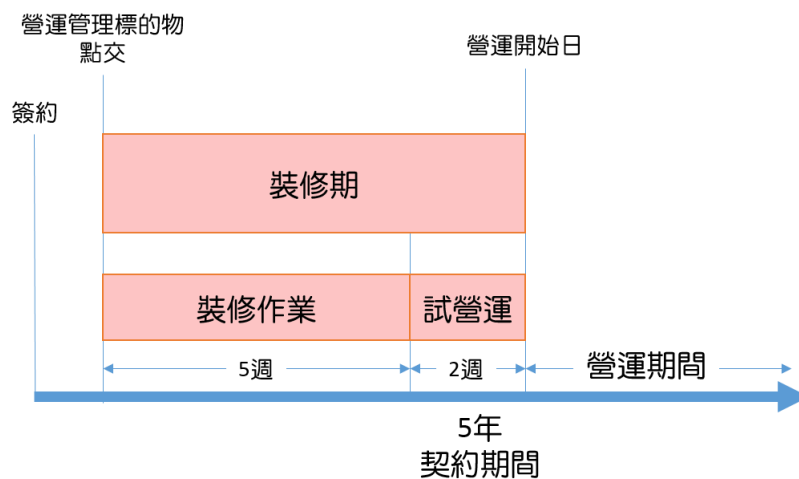 營運管理標的物
點交
營運開始日
簽約
裝修期
裝修作業
試營運
5週
2週
營運期間
5年
契約期間